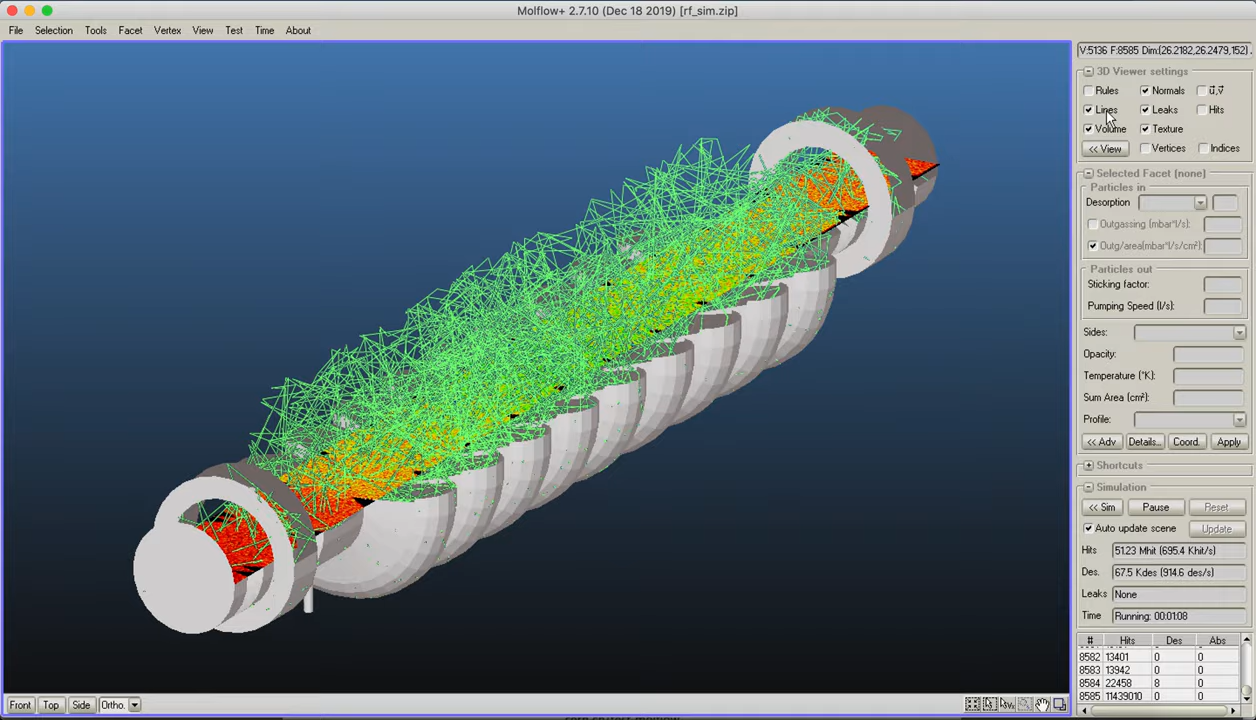 Molflow+ 2.7.10 (Dec 18 2019) [rf_sim.zip]
File Selection Tools Facet Vertex View Test Time About
V:5136 F:8585 Dim:(26.2182,26.2479,152)
3D Viewer settings
Rules Normals ü,v̈
Lines Leaks Hits
Volume Texture
<< View Vertices Indices
Selected Facet (none)
Particles in
Desorption
Outgassing (mbar*l/s):
Outg/area(mbar*l/s/cm²):
Particles out
Sticking factor:
Pumping Speed (l/s):
Sides:
Opacity:
Temperature (°K):
Sum Area (cm²):
Profile:
<< Adv Details.. Coord. Apply
Shortcuts
Simulation
<< Sim Pause Reset
Auto update scene Update
Hits 51.23 Mhit (695.4 Khit/s)
Des. 67.5 Kdes (914.6 des/s)
Leaks None
Time Running: 00:01:08
# Hits Des Abs
8582 13401 0 0
8583 13942 0 0
8584 22458 8 0
8585 11439010 0 0
Front Top Side Ortho.